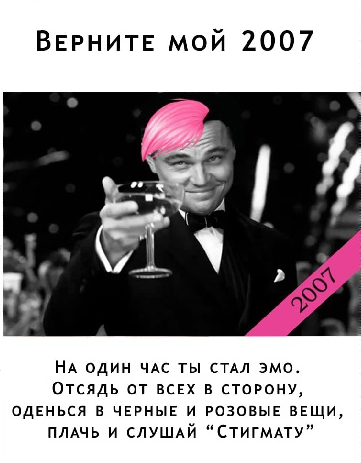 Верните мой 2007
2007
На один час ты стал эмо.
Отсядь от всех в сторону,
оденься в черные и розовые вещи,
плачь и слушай “Стигмату”